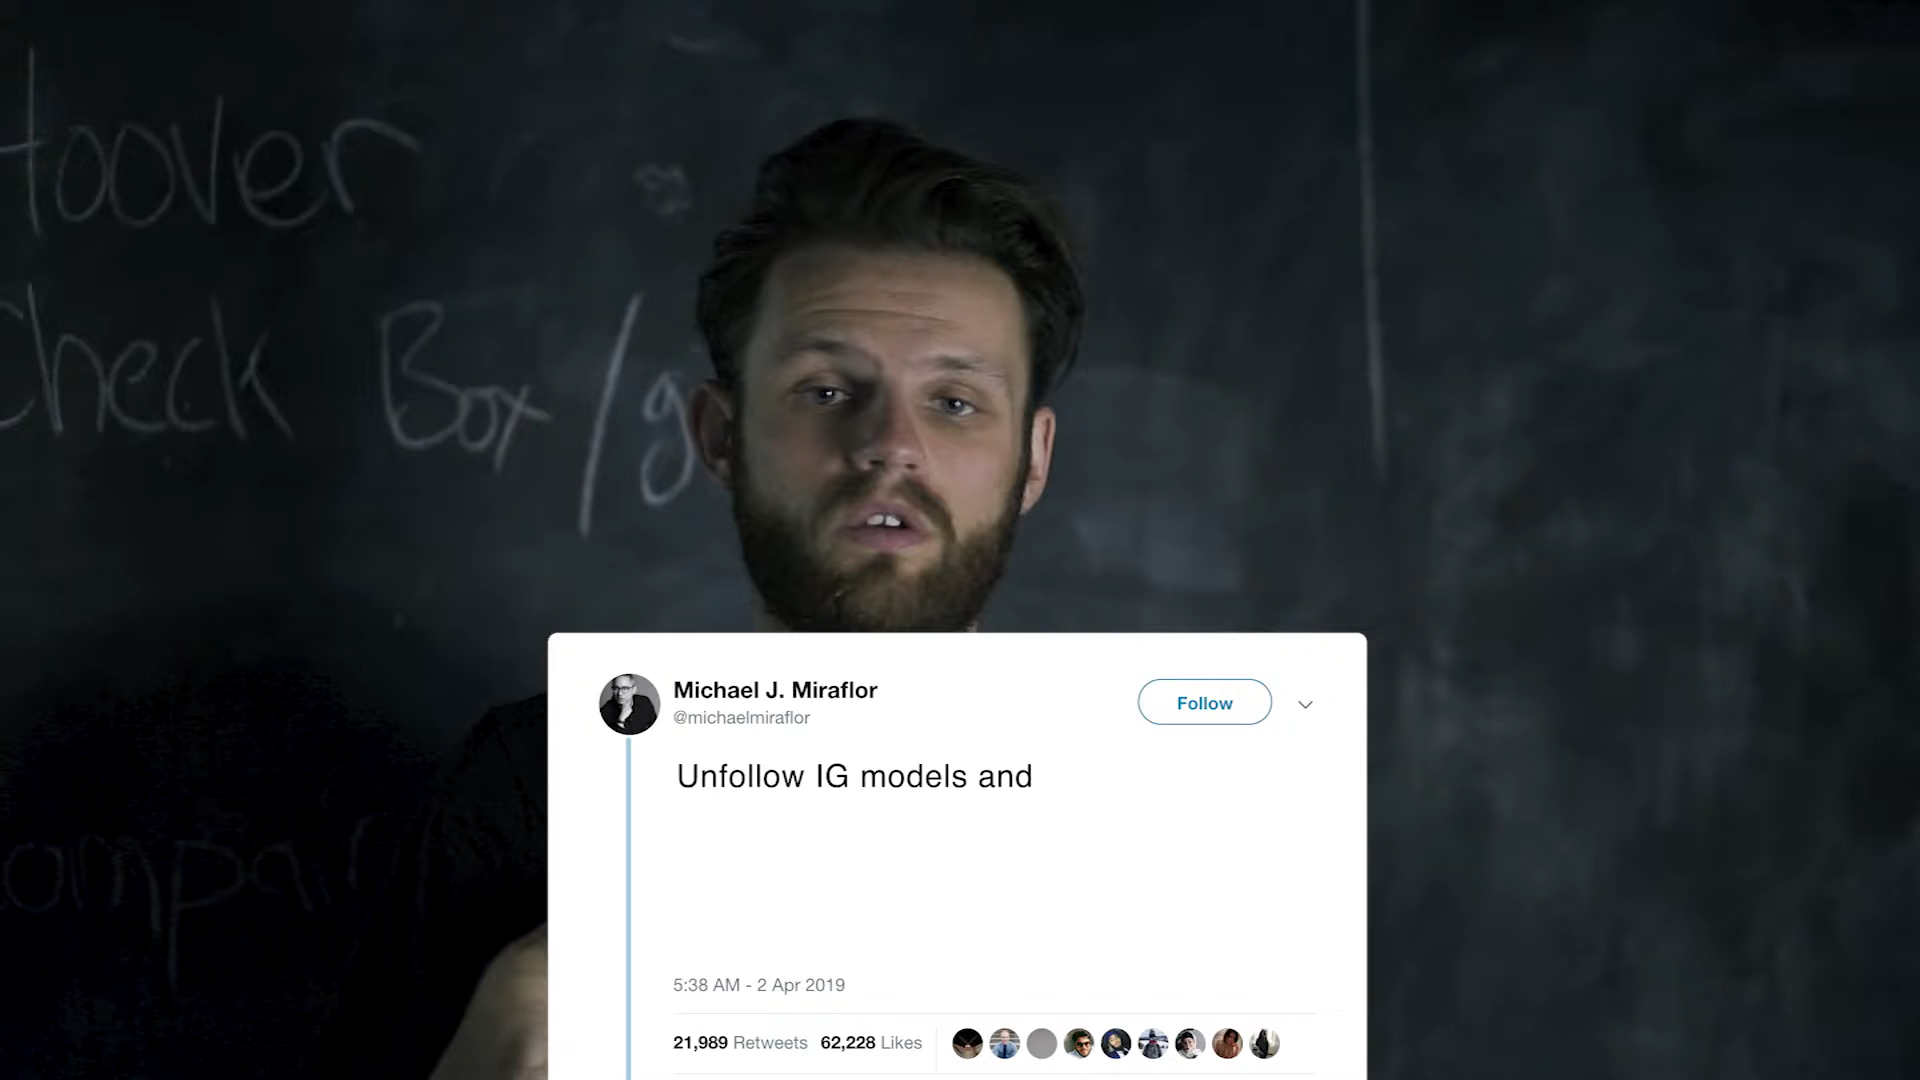 Hoover
Check Box/g
ompar
Michael J. Miraflor
@michaelmiraflor
Follow
Unfollow IG models and
5:38 AM - 2 Apr 2019
21,989 Retweets 62,228 Likes